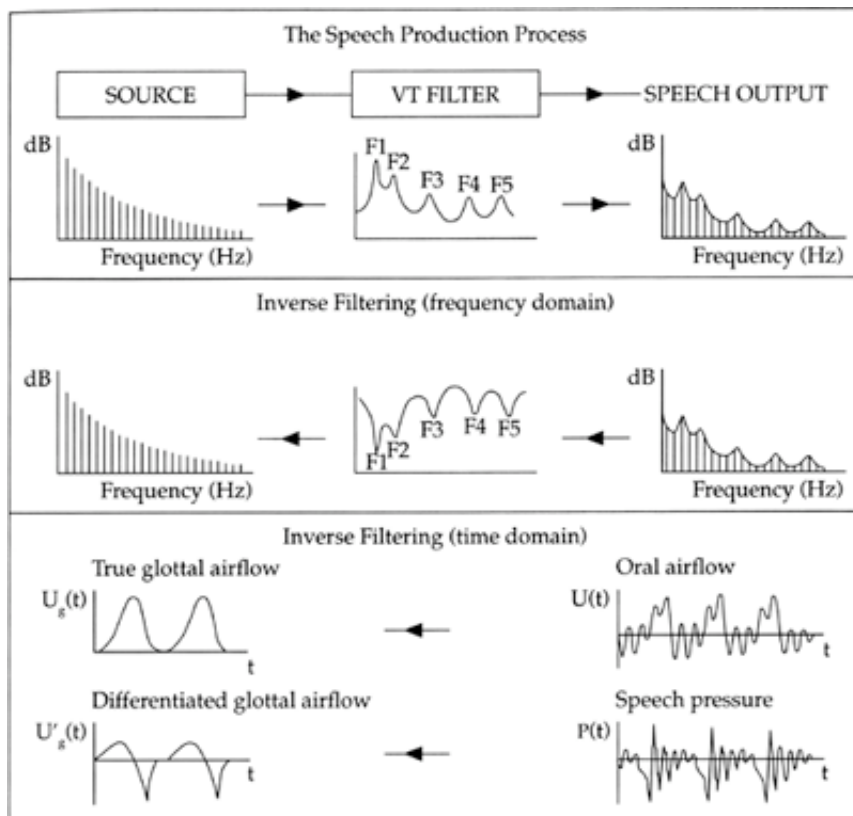 The Speech Production Process
SOURCE
VT FILTER
SPEECH OUTPUT
dB
Frequency (Hz)
F1
F2
F3
F4
F5
dB
Frequency (Hz)
Inverse Filtering (frequency domain)
dB
Frequency (Hz)
F1
F2
F3
F4
F5
dB
Frequency (Hz)
Inverse Filtering (time domain)
True glottal airflow
Ug(t)
t
Oral airflow
U(t)
t
Differentiated glottal airflow
U'g(t)
t
Speech pressure
P(t)
t